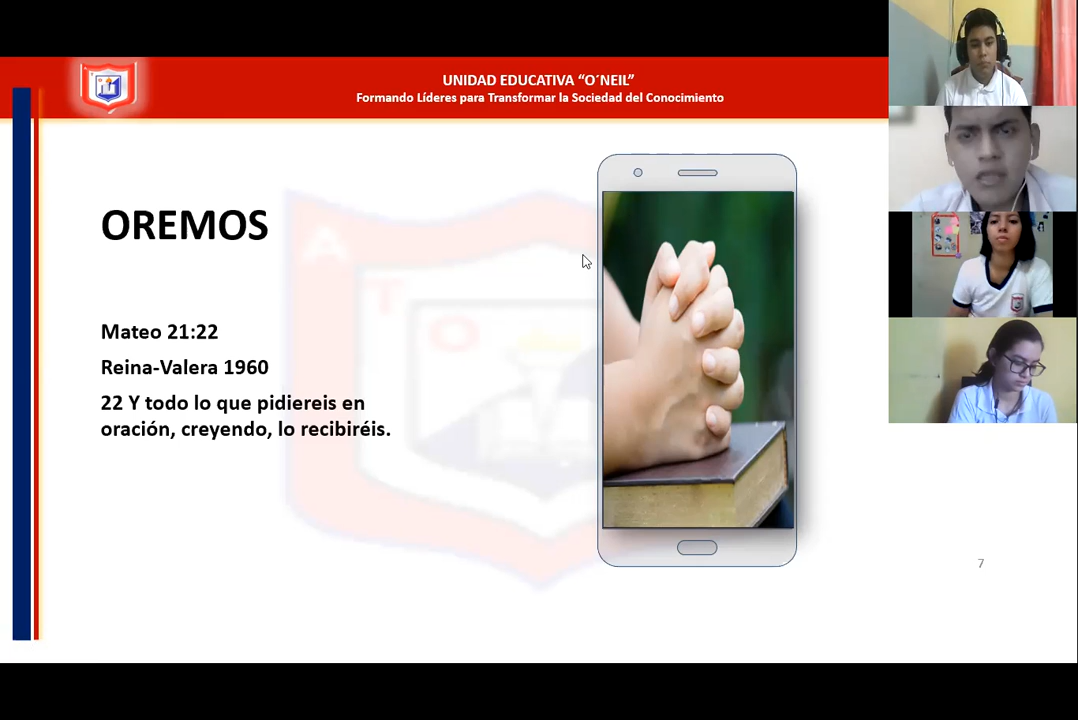 UNIDAD EDUCATIVA “O´NEIL”
Formando Líderes para Transformar la Sociedad del Conocimiento
OREMOS
Mateo 21:22
Reina-Valera 1960
22 Y todo lo que pidiereis en
oración, creyendo, lo recibiréis.
A
T
O
7